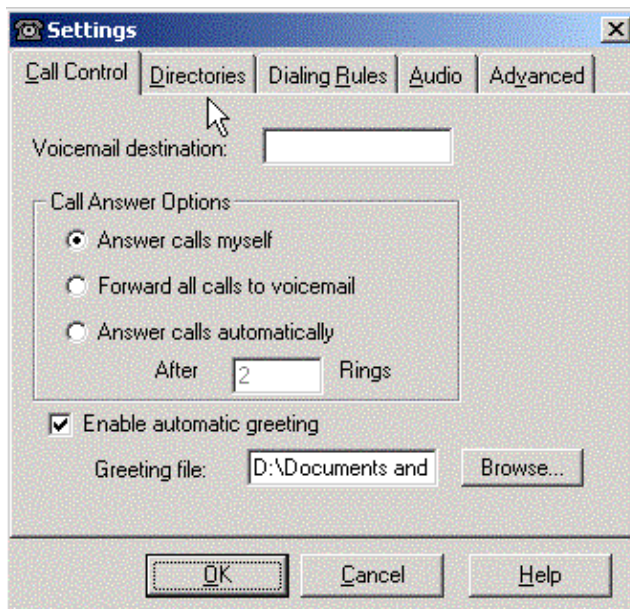 Settings
Call Control Directories Dialing Rules Audio Advanced
Voicemail destination:
Call Answer Options
Answer calls myself
Forward all calls to voicemail
Answer calls automatically
After 2 Rings
Enable automatic greeting
Greeting file: D:\Documents and Browse...
OK Cancel Help